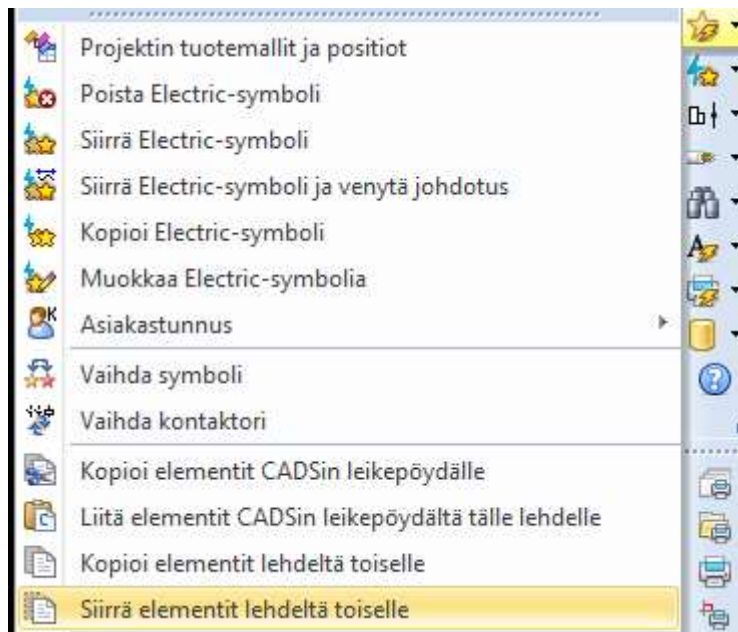 Projektin tuotemallit ja positiot
Poista Electric-symboli
Siirrä Electric-symboli
Siirrä Electric-symboli ja venytä johdotus
Kopioi Electric-symboli
Muokkaa Electric-symbolia
Asiakastunnus
Vaihda symboli
Vaihda kontaktori
Kopioi elementit CADSin leikepöydälle
Liitä elementit CADSin leikepöydältä tälle lehdelle
Kopioi elementit lehdeltä toiselle
Siirrä elementit lehdeltä toiselle